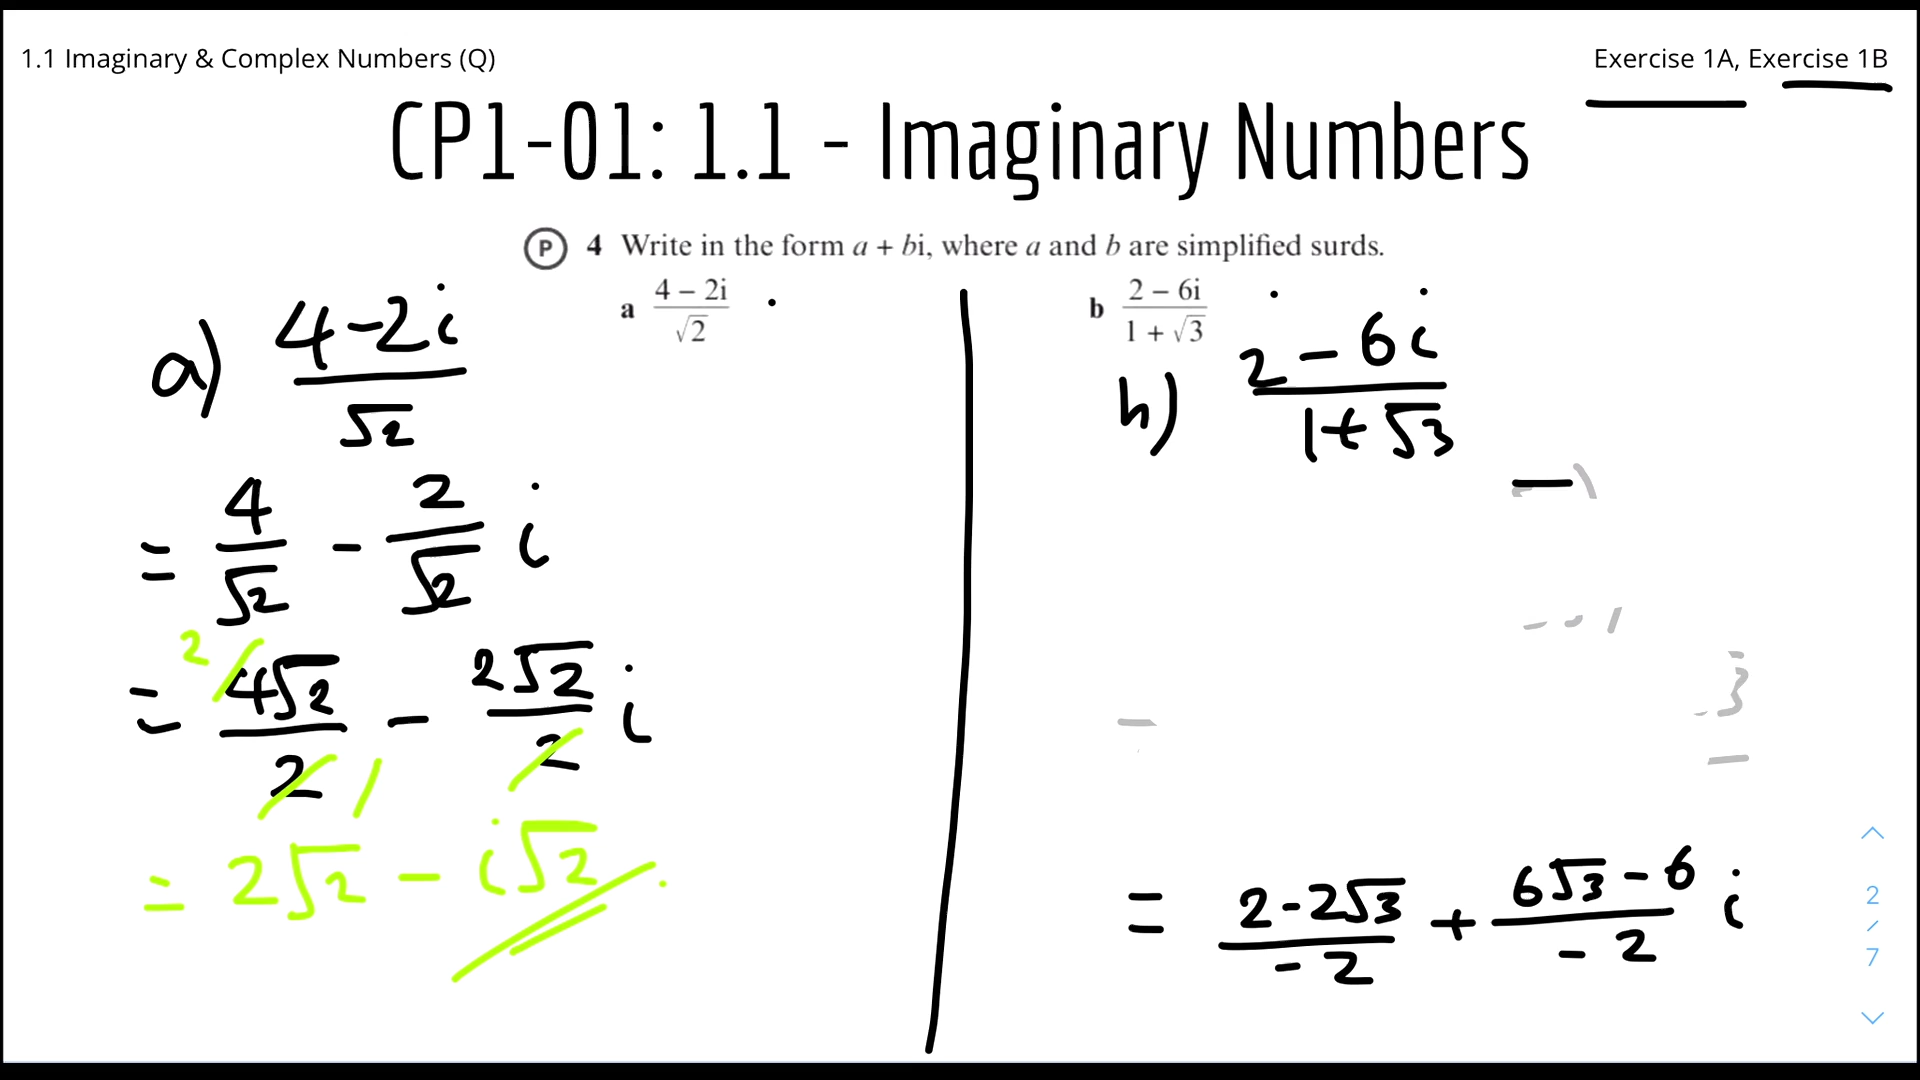 1.1 Imaginary & Complex Numbers (Q)
Exercise 1A, Exercise 1B
CP1-01: 1.1 - Imaginary Numbers
P 4 Write in the form a + bi, where a and b are simplified surds.
a (4 − 2i)/√2
b (2 − 6i)/(1 + √3)
a) (4-2i)/√2
= 4/√2 - 2/√2 i
2
= 4√2/2 - 2√2/2 i
1
= 2√2 - i√2
b) (2 - 6i)/(1+√3)
3
= (2-2√3)/-2 + (6√3-6)/-2 i
2
/
7